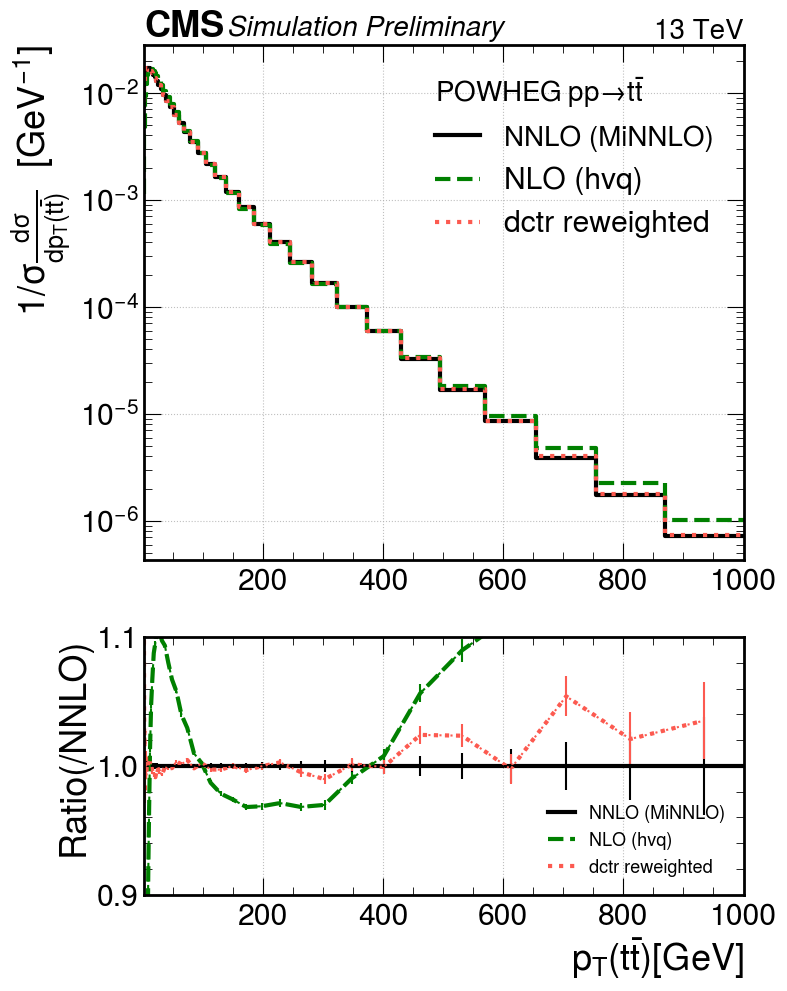 CMS Simulation Preliminary 13 TeV
POWHEG pp→tt̄
NNLO (MiNNLO)
NLO (hvq)
dctr reweighted
1/σ dσ/dp_T(tt̄) [GeV⁻¹]
10⁻²
10⁻³
10⁻⁴
10⁻⁵
10⁻⁶
200 400 600 800 1000
Ratio(/NNLO)
1.1
1.0
0.9
NNLO (MiNNLO)
NLO (hvq)
dctr reweighted
200 400 600 800 1000
p_T(tt̄)[GeV]